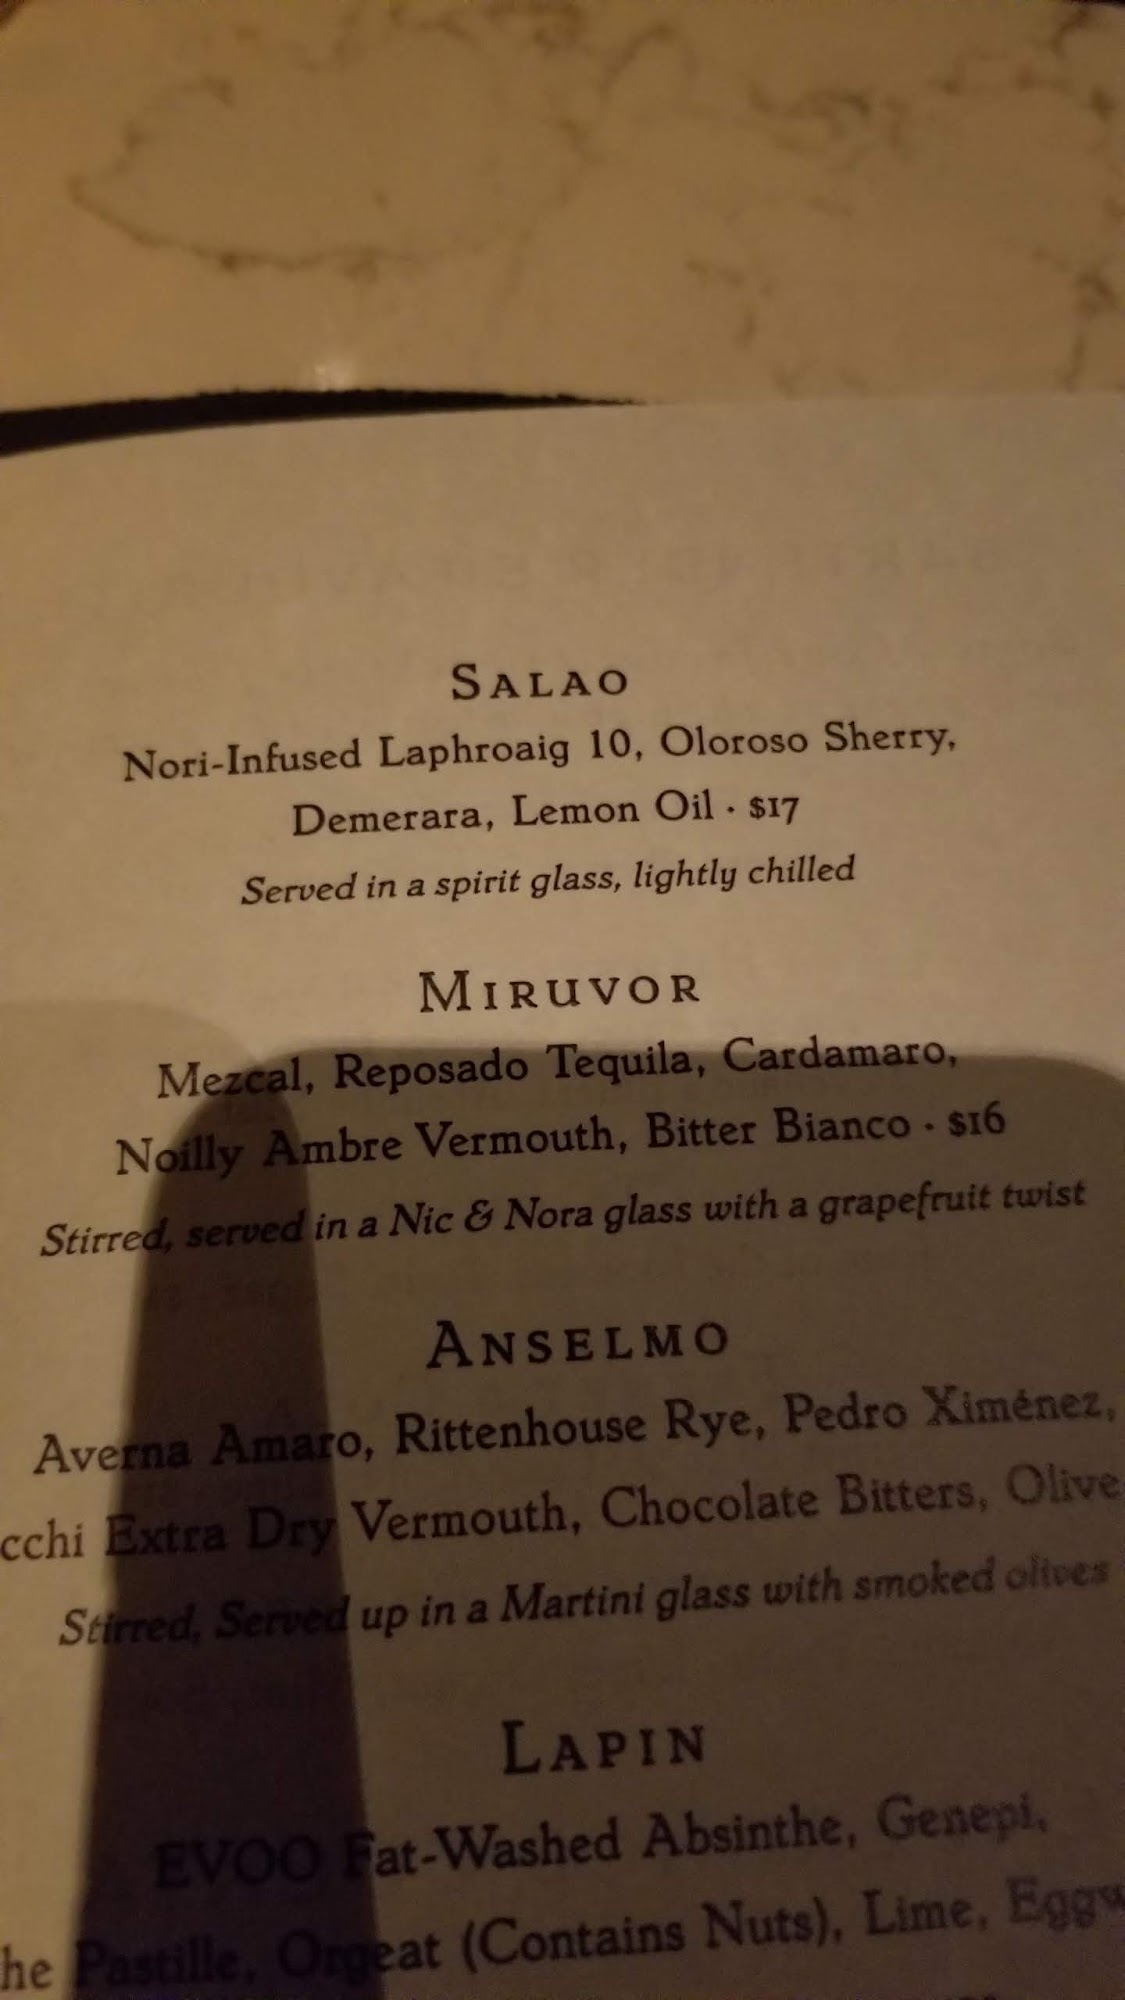 SALAO
Nori-Infused Laphroaig 10, Oloroso Sherry,
Demerara, Lemon Oil · $17
Served in a spirit glass, lightly chilled
MIRUVOR
Mezcal, Reposado Tequila, Cardamaro,
Noilly Ambre Vermouth, Bitter Bianco · $16
Stirred, served in a Nic & Nora glass with a grapefruit twist
ANSELMO
Averna Amaro, Rittenhouse Rye, Pedro Ximénez,
cchi Extra Dry Vermouth, Chocolate Bitters, Olive
Stirred, Served up in a Martini glass with smoked olives
LAPIN
EVOO Fat-Washed Absinthe, Genepi,
he Pastille, Orgeat (Contains Nuts), Lime, Eggw